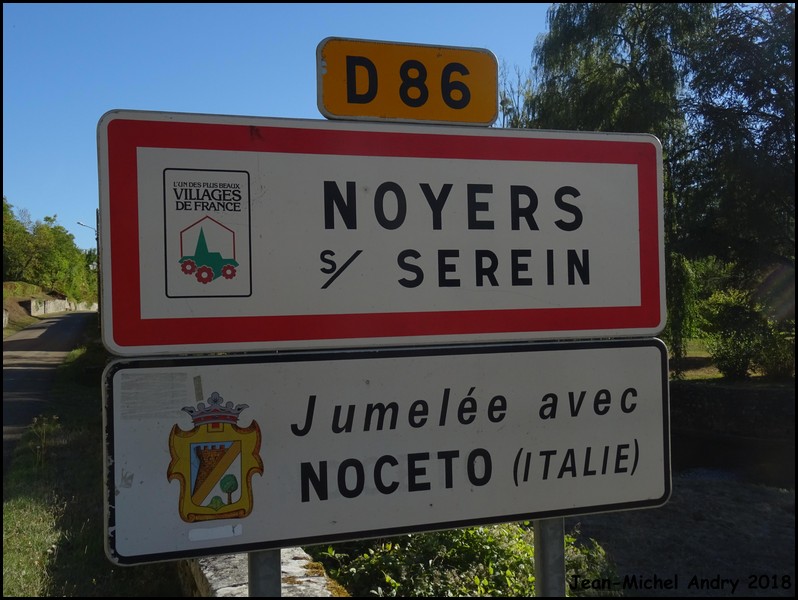 D 86
L'UN DES PLUS BEAUX
VILLAGES
DE FRANCE
NOYERS
S/ SEREIN
Jumelée avec
NOCETO (ITALIE)
Jean-Michel Andry 2018